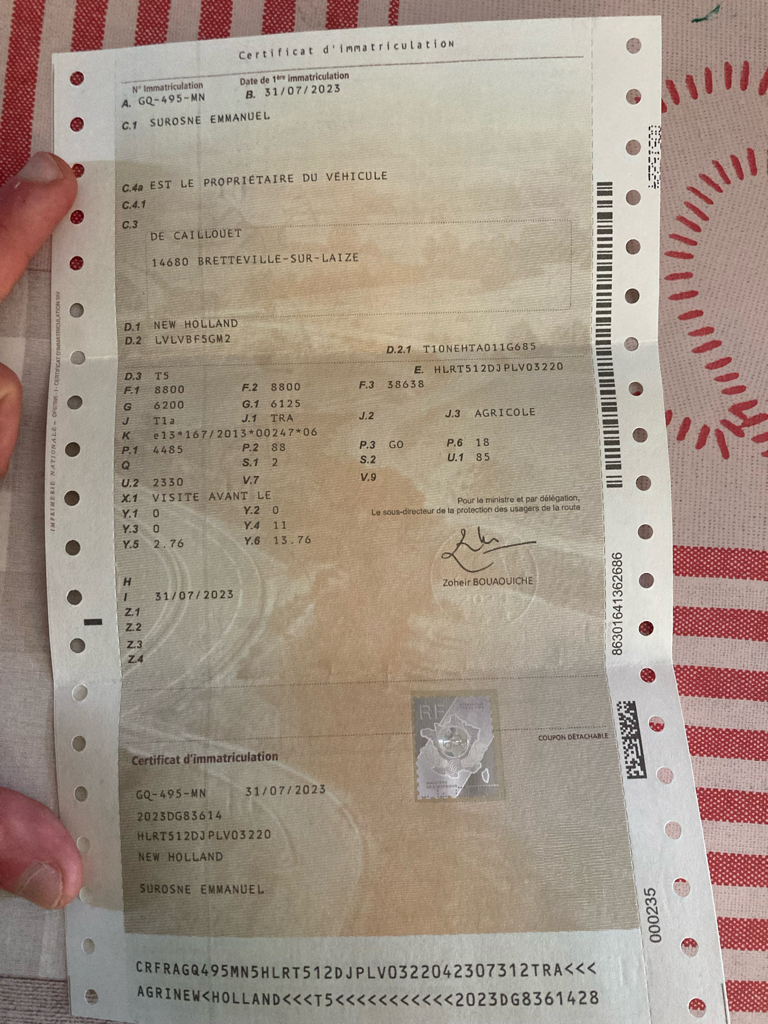 Certificat d'immatriculation
N° Immatriculation Date de 1ère immatriculation
A. GQ-495-MN B. 31/07/2023
C.1 SUROSNE EMMANUEL
C.4a EST LE PROPRIÉTAIRE DU VÉHICULE
C.4.1
C.3
DE CAILLOUET
14680 BRETTEVILLE-SUR-LAIZE
D.1 NEW HOLLAND
D.2 LVLVBF5GM2 D.2.1 T10NEHTA011G685
D.3 T5 E. HLRT512DJPLV03220
F.1 8800 F.2 8800 F.3 38638
G 6200 G.1 6125
J T1a J.1 TRA J.2 J.3 AGRICOLE
K e13*167/2013*00247*06
P.1 4485 P.2 88 P.3 GO P.6 18
Q S.1 2 S.2 U.1 85
U.2 2330 V.7 V.9
X.1 VISITE AVANT LE
Y.1 0 Y.2 0
Y.3 0 Y.4 11
Y.5 2.76 Y.6 13.76
Pour le ministre et par délégation,
Le sous-directeur de la protection des usagers de la route
Zoheir BOUAOUICHE
H
I 31/07/2023
Z.1
Z.2
Z.3
Z.4
RF
COUPON DÉTACHABLE
Certificat d'immatriculation
GQ-495-MN 31/07/2023
2023DG83614
HLRT512DJPLV03220
NEW HOLLAND
SUROSNE EMMANUEL
CRFRAGQ495MN5HLRT512DJPLV0322042307312TRA<<<
AGRINEW<HOLLAND<<<T5<<<<<<<<<<<2023DG8361428
86301641362686
000235